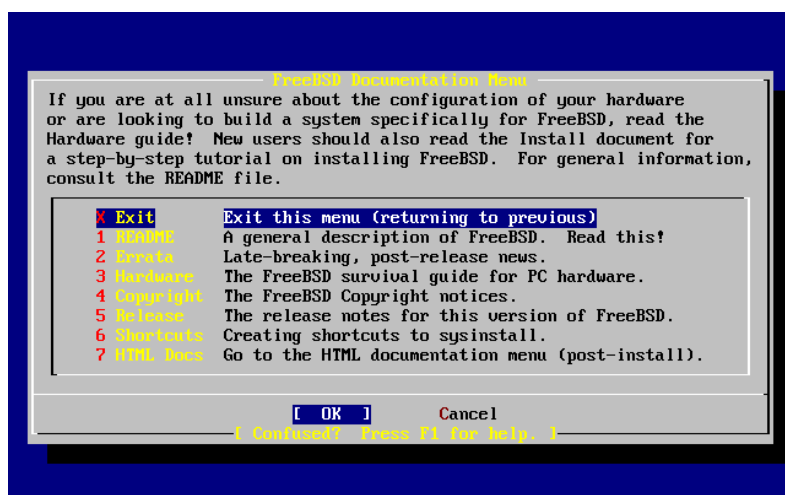 FreeBSD Documentation Menu
If you are at all unsure about the configuration of your hardware
or are looking to build a system specifically for FreeBSD, read the
Hardware guide!  New users should also read the Install document for
a step-by-step tutorial on installing FreeBSD.  For general information,
consult the README file.
X Exit Exit this menu (returning to previous)
1 README A general description of FreeBSD.  Read this!
2 Errata Late-breaking, post-release news.
3 Hardware The FreeBSD survival guide for PC hardware.
4 Copyright The FreeBSD Copyright notices.
5 Release The release notes for this version of FreeBSD.
6 Shortcuts Creating shortcuts to sysinstall.
7 HTML Docs Go to the HTML documentation menu (post-install).
[ OK ] Cancel
[ Confused?  Press F1 for help. ]